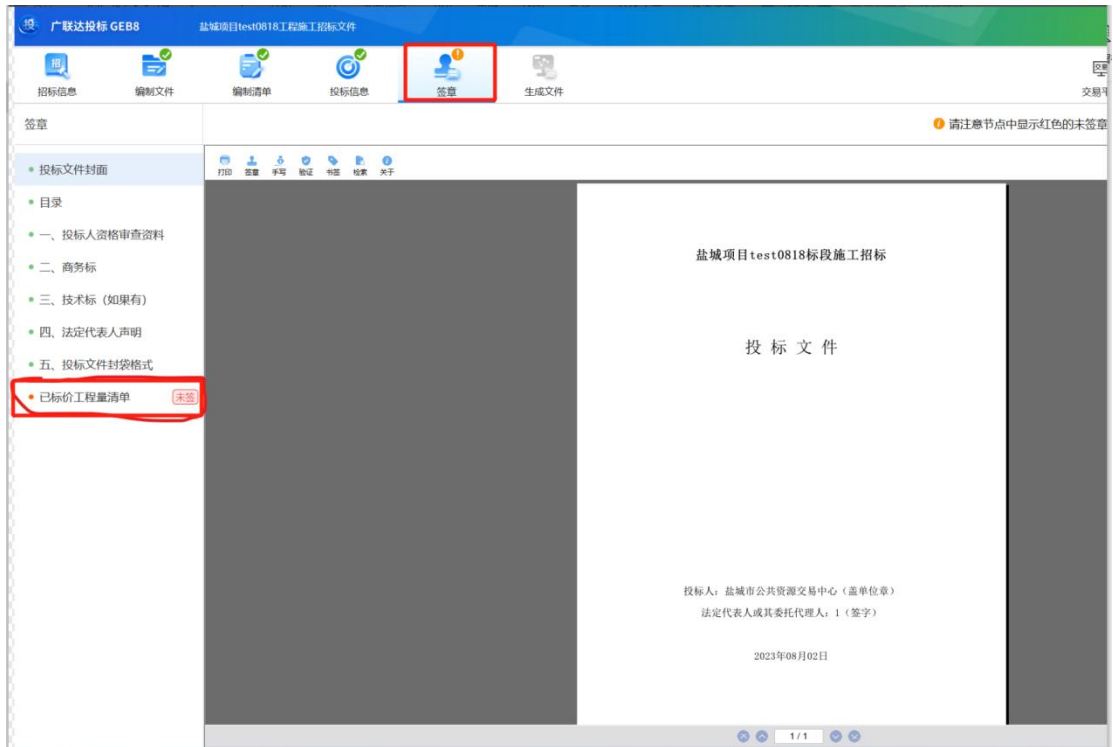 投 广联达投标 GEB8 盐城项目test0818工程施工招标文件
招
招标信息 编制文件 编制清单 投标信息 签章 生成文件
签章 请注意节点中显示红色的未签章
投标文件封面
目录
一、投标人资格审查资料
二、商务标
三、技术标（如果有）
四、法定代表人声明
五、投标文件封袋格式
已标价工程量清单 未签
打印 签章 手写 验证 书签 检索 关于
盐城项目test0818标段施工招标
投 标 文 件
投标人：盐城市公共资源交易中心（盖单位章）
法定代表人或其委托代理人：1（签字）
2023年08月02日
1/1